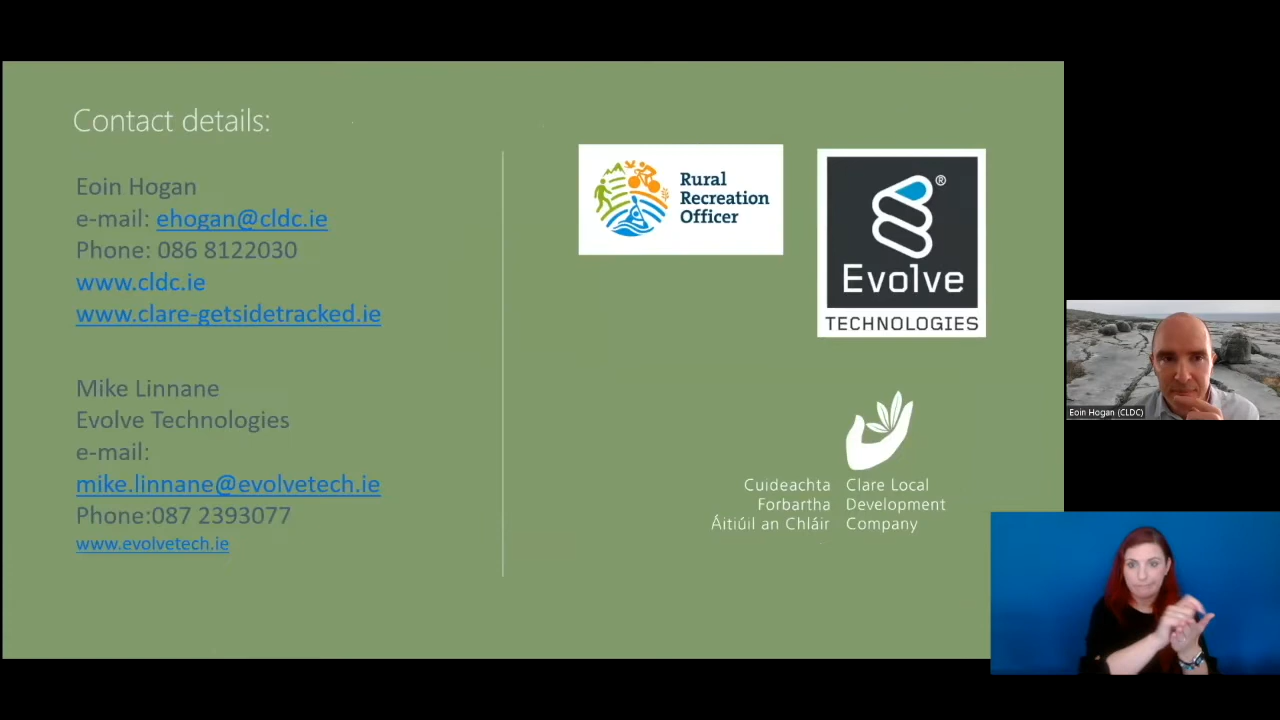 Contact details:
Eoin Hogan
e-mail: ehogan@cldc.ie
Phone: 086 8122030
www.cldc.ie
www.clare-getsidetracked.ie
Mike Linnane
Evolve Technologies
e-mail:
mike.linnane@evolvetech.ie
Phone:087 2393077
www.evolvetech.ie
Rural
Recreation
Officer
®
Evolve
TECHNOLOGIES
Cuideachta
Forbartha
Áitiúil an Chláir
Clare Local
Development
Company
Eoin Hogan (CLDC)